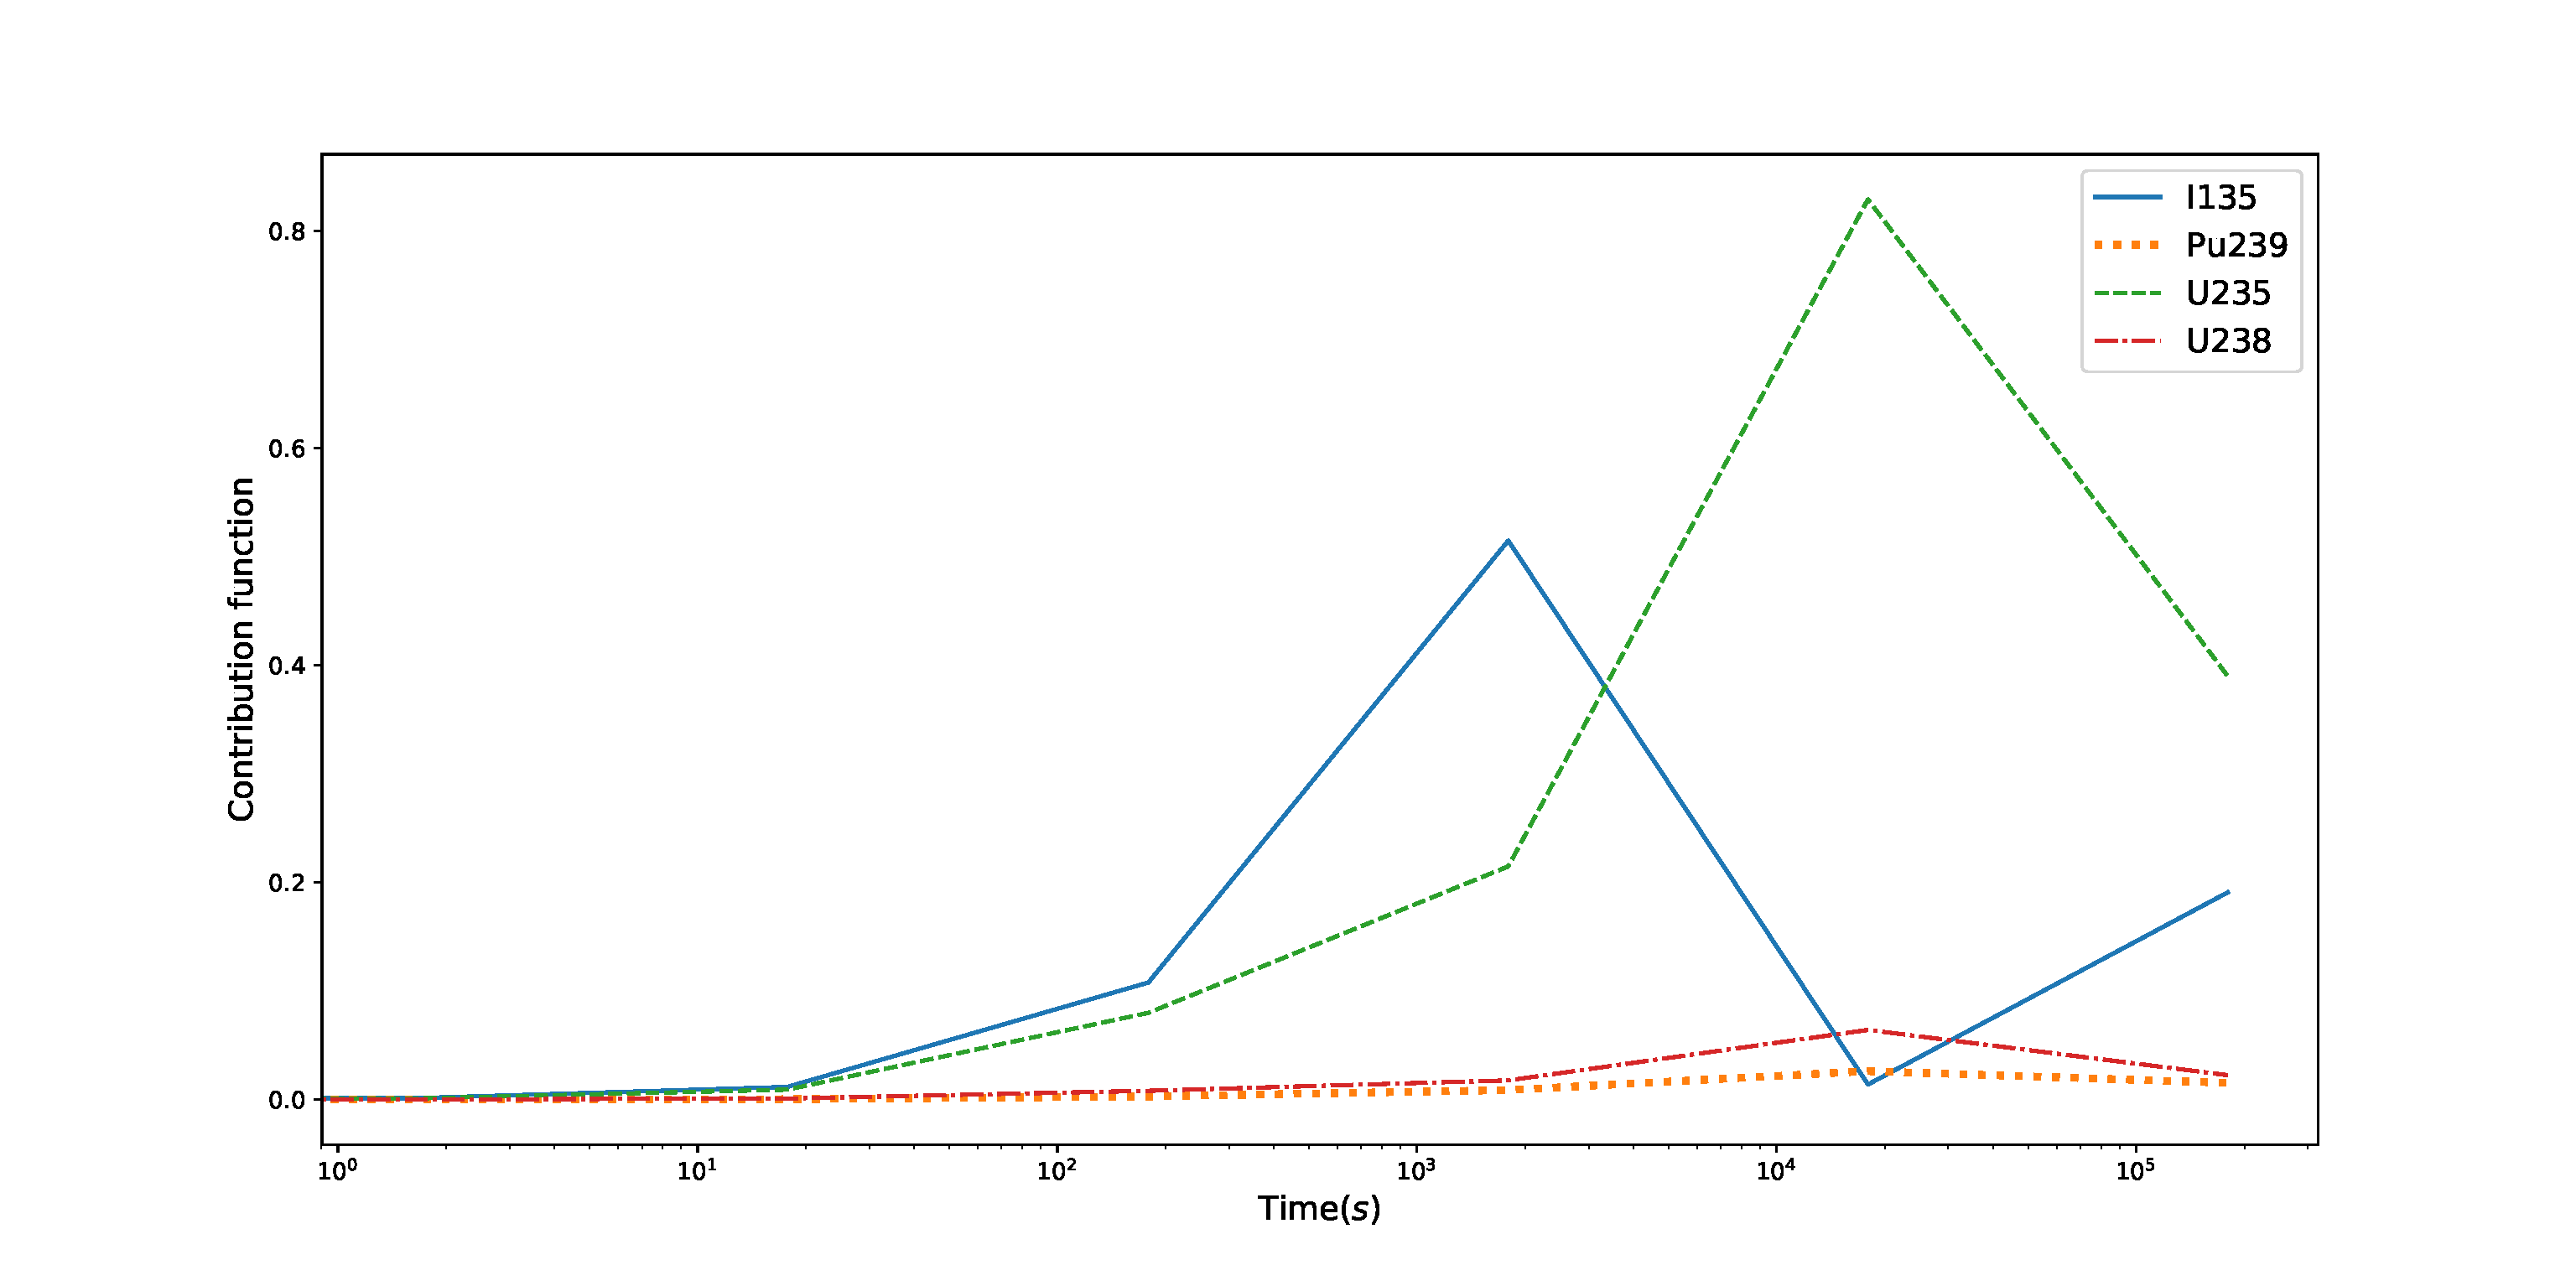 I135
Pu239
U235
U238
0.8
0.6
0.4
0.2
0.0
Contribution function
10⁰ 10¹ 10² 10³ 10⁴ 10⁵
Time(s)